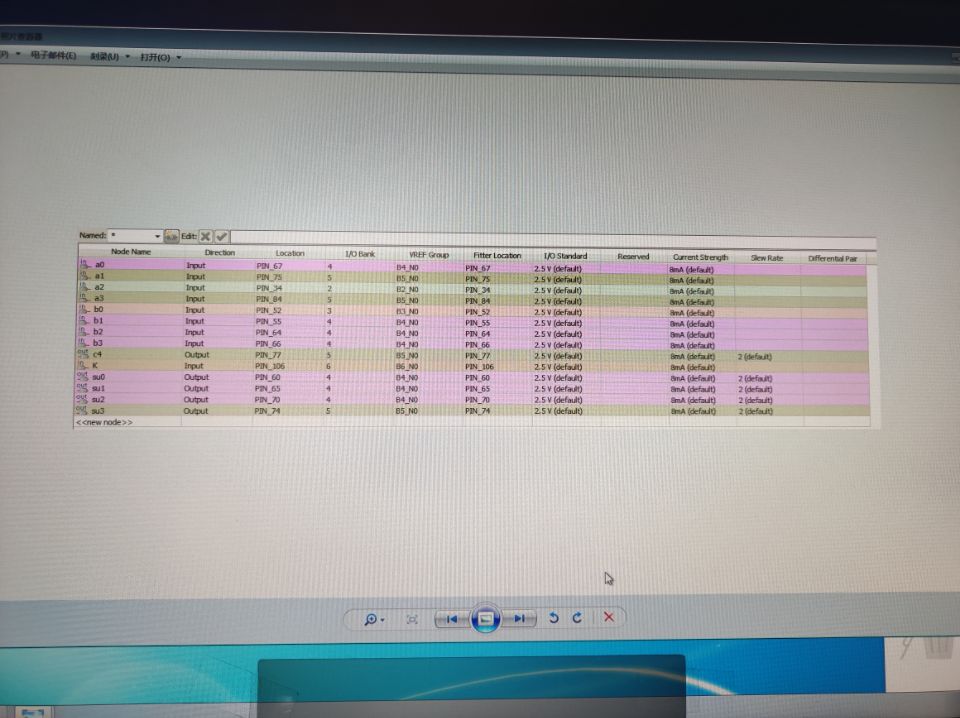 照片查看器
电子邮件(E) 刻录(U) 打开(O)
Named: * Edit:
Node Name Direction Location I/O Bank VREF Group Fitter Location I/O Standard Reserved Current Strength Slew Rate Differential Pair
a0 Input PIN_67 4 B4_N0 PIN_67 2.5 V (default) 8mA (default)
a1 Input PIN_75 5 B5_N0 PIN_75 2.5 V (default) 8mA (default)
a2 Input PIN_34 2 B2_N0 PIN_34 2.5 V (default) 8mA (default)
a3 Input PIN_84 5 B5_N0 PIN_84 2.5 V (default) 8mA (default)
b0 Input PIN_52 3 B3_N0 PIN_52 2.5 V (default) 8mA (default)
b1 Input PIN_55 4 B4_N0 PIN_55 2.5 V (default) 8mA (default)
b2 Input PIN_64 4 B4_N0 PIN_64 2.5 V (default) 8mA (default)
b3 Input PIN_66 4 B4_N0 PIN_66 2.5 V (default) 8mA (default)
c4 Output PIN_77 5 B5_N0 PIN_77 2.5 V (default) 8mA (default) 2 (default)
K Input PIN_106 6 B6_N0 PIN_106 2.5 V (default) 8mA (default)
su0 Output PIN_60 4 B4_N0 PIN_60 2.5 V (default) 8mA (default) 2 (default)
su1 Output PIN_65 4 B4_N0 PIN_65 2.5 V (default) 8mA (default) 2 (default)
su2 Output PIN_70 4 B4_N0 PIN_70 2.5 V (default) 8mA (default) 2 (default)
su3 Output PIN_74 5 B5_N0 PIN_74 2.5 V (default) 8mA (default) 2 (default)
<<new node>>